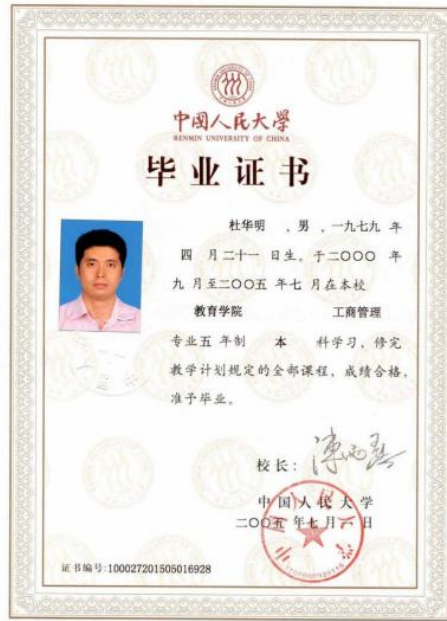 中国人民大学
RENMIN UNIVERSITY OF CHINA
毕业证书
杜华明 ,男 ,一九七九 年
四 月二十一 日生。于二〇〇〇 年
九 月至二〇〇五 年七 月在本校
教育学院 工商管理
专业五 年制 本 科学习,修完
教学计划规定的全部课程,成绩合格,
准予毕业。
校长:
中国人民大学
二〇〇五 年七 月 日
证书编号:100027201505016928